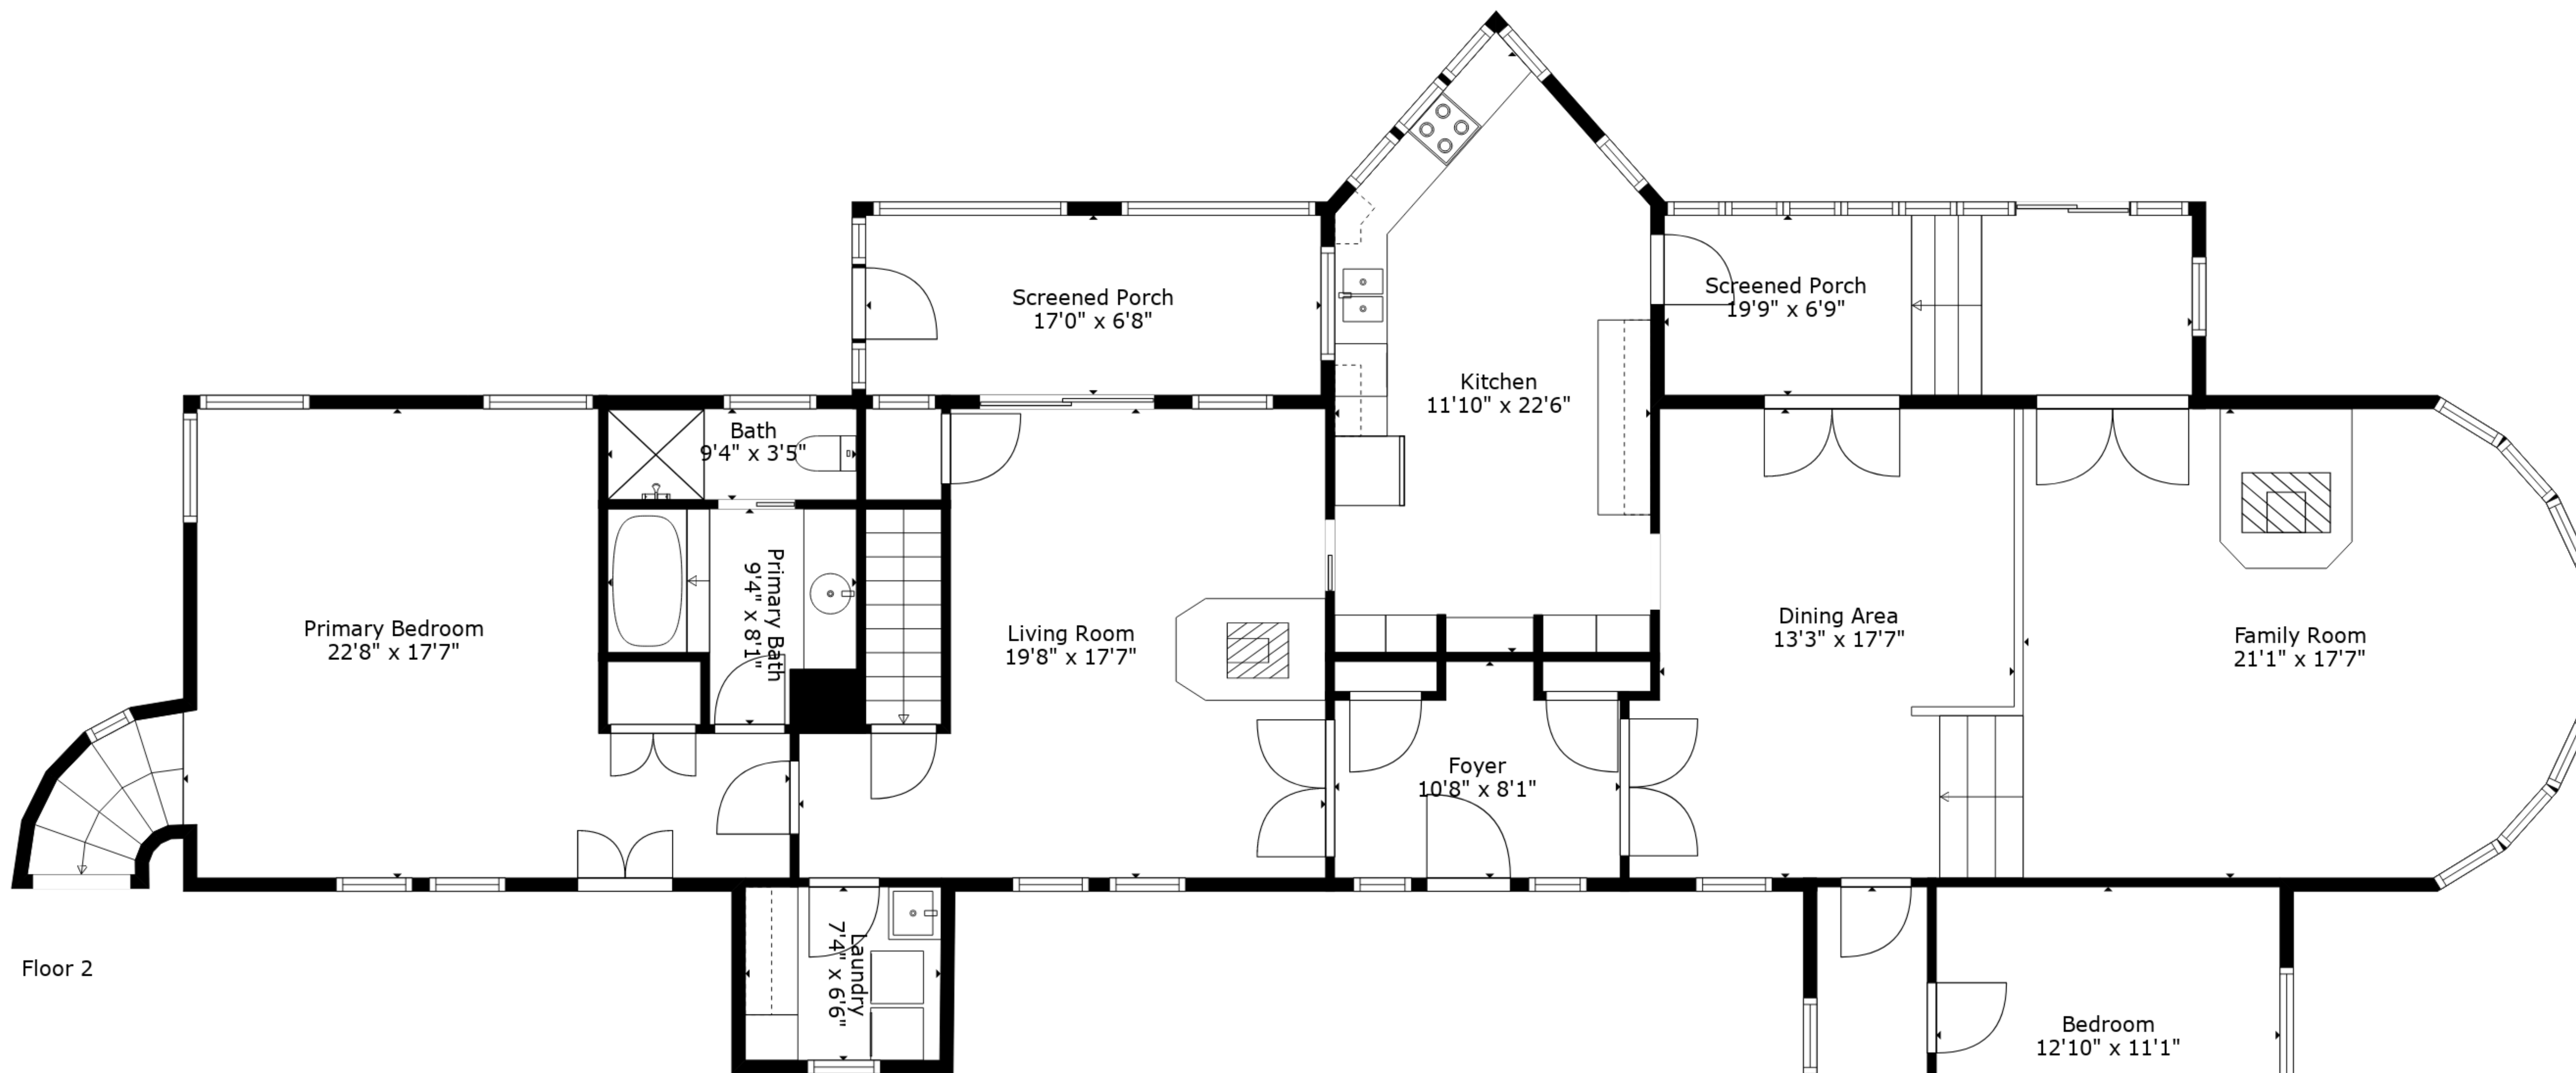 Screened Porch
17'0" x 6'8"
Screened Porch
19'9" x 6'9"
Kitchen
11'10" x 22'6"
Bath
9'4" x 3'5"
Primary Bath
9'4" x 8'1"
Primary Bedroom
22'8" x 17'7"
Living Room
19'8" x 17'7"
Dining Area
13'3" x 17'7"
Family Room
21'1" x 17'7"
Foyer
10'8" x 8'1"
Laundry
7'4" x 6'6"
Floor 2
Bedroom
12'10" x 11'1"